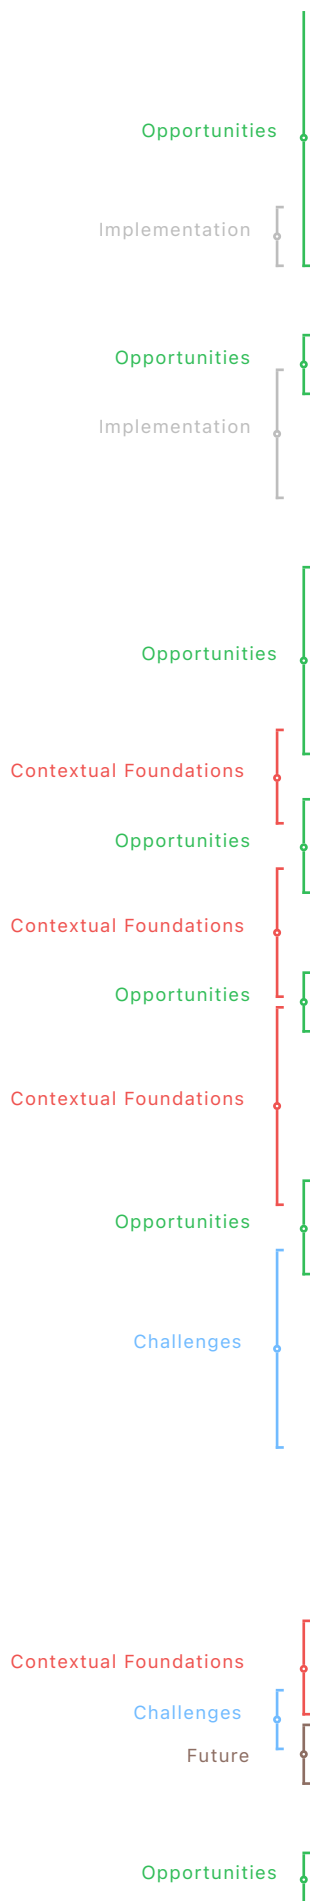 Opportunities
Implementation
Opportunities
Implementation
Opportunities
Contextual Foundations
Opportunities
Contextual Foundations
Opportunities
Contextual Foundations
Opportunities
Challenges
Contextual Foundations
Challenges
Future
Opportunities